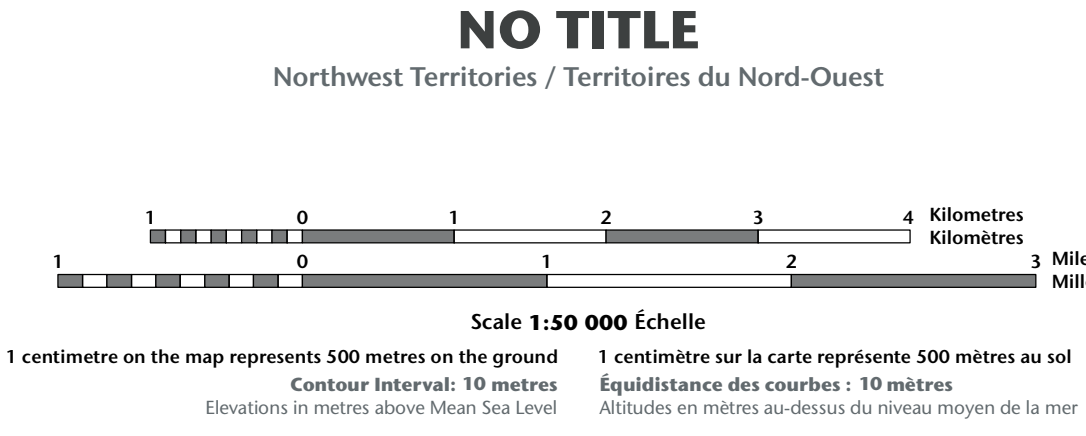 NO TITLE
Northwest Territories / Territoires du Nord-Ouest
1 0 1 2 3 4 Kilometres
Kilomètres
1 0 1 2 3 Mile
Mill
Scale 1:50 000 Échelle
1 centimetre on the map represents 500 metres on the ground 1 centimètre sur la carte représente 500 mètres au sol
Contour Interval: 10 metres Équidistance des courbes : 10 mètres
Elevations in metres above Mean Sea Level Altitudes en mètres au-dessus du niveau moyen de la mer